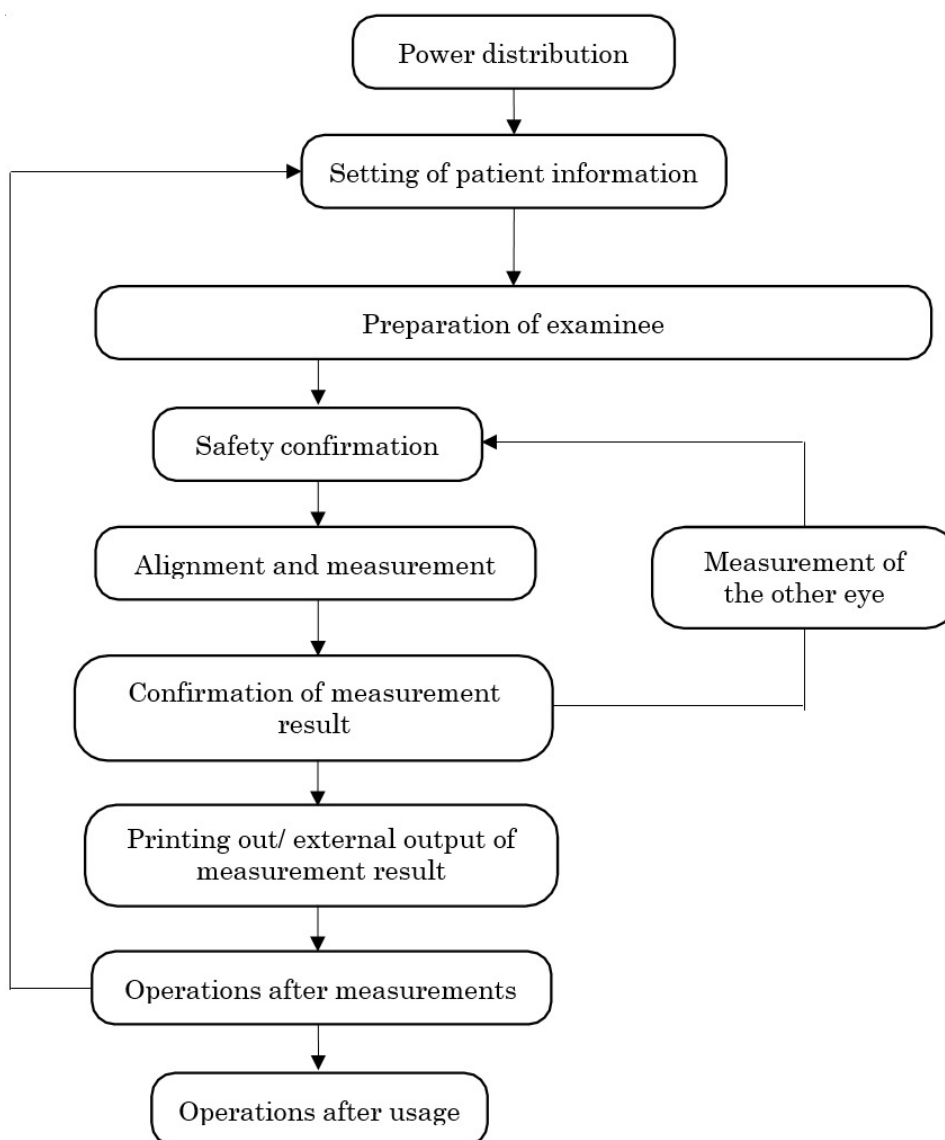 Power distribution
Setting of patient information
Preparation of examinee
Safety confirmation
Alignment and measurement
Measurement of
the other eye
Confirmation of measurement
result
Printing out/ external output of
measurement result
Operations after measurements
Operations after usage